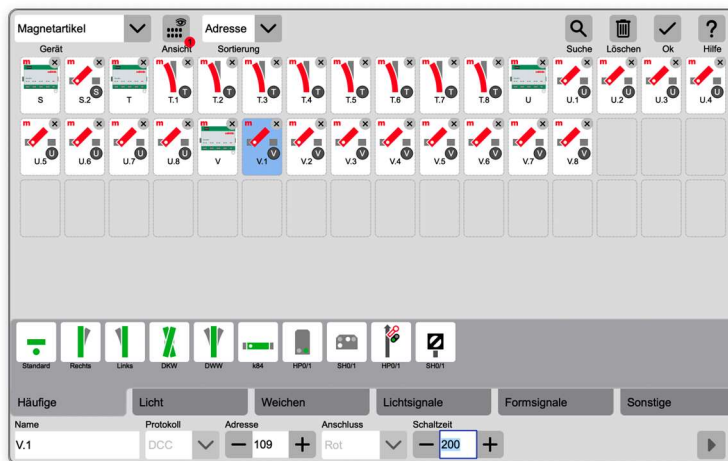 Magnetartikel
Adresse
1
Gerät Ansicht Sortierung Suche Löschen Ok Hilfe
m m m m m m m m m m m m m m m
S T T T T T T T T U U U U
S S.2 T T.1 T.2 T.3 T.4 T.5 T.6 T.7 T.8 U U.1 U.2 U.3 U.4
m m m m m m m m m m m m m
U U U U V V V V V V V V
U.5 U.6 U.7 U.8 V V.1 V.2 V.3 V.4 V.5 V.6 V.7 V.8
Standard Rechts Links DKW DWW k84 HP0/1 SH0/1 HP0/1 SH0/1
Häufige Licht Weichen Lichtsignale Formsignale Sonstige
Name Protokoll Adresse Anschluss Schaltzeit
V.1 DCC 109 Rot 200